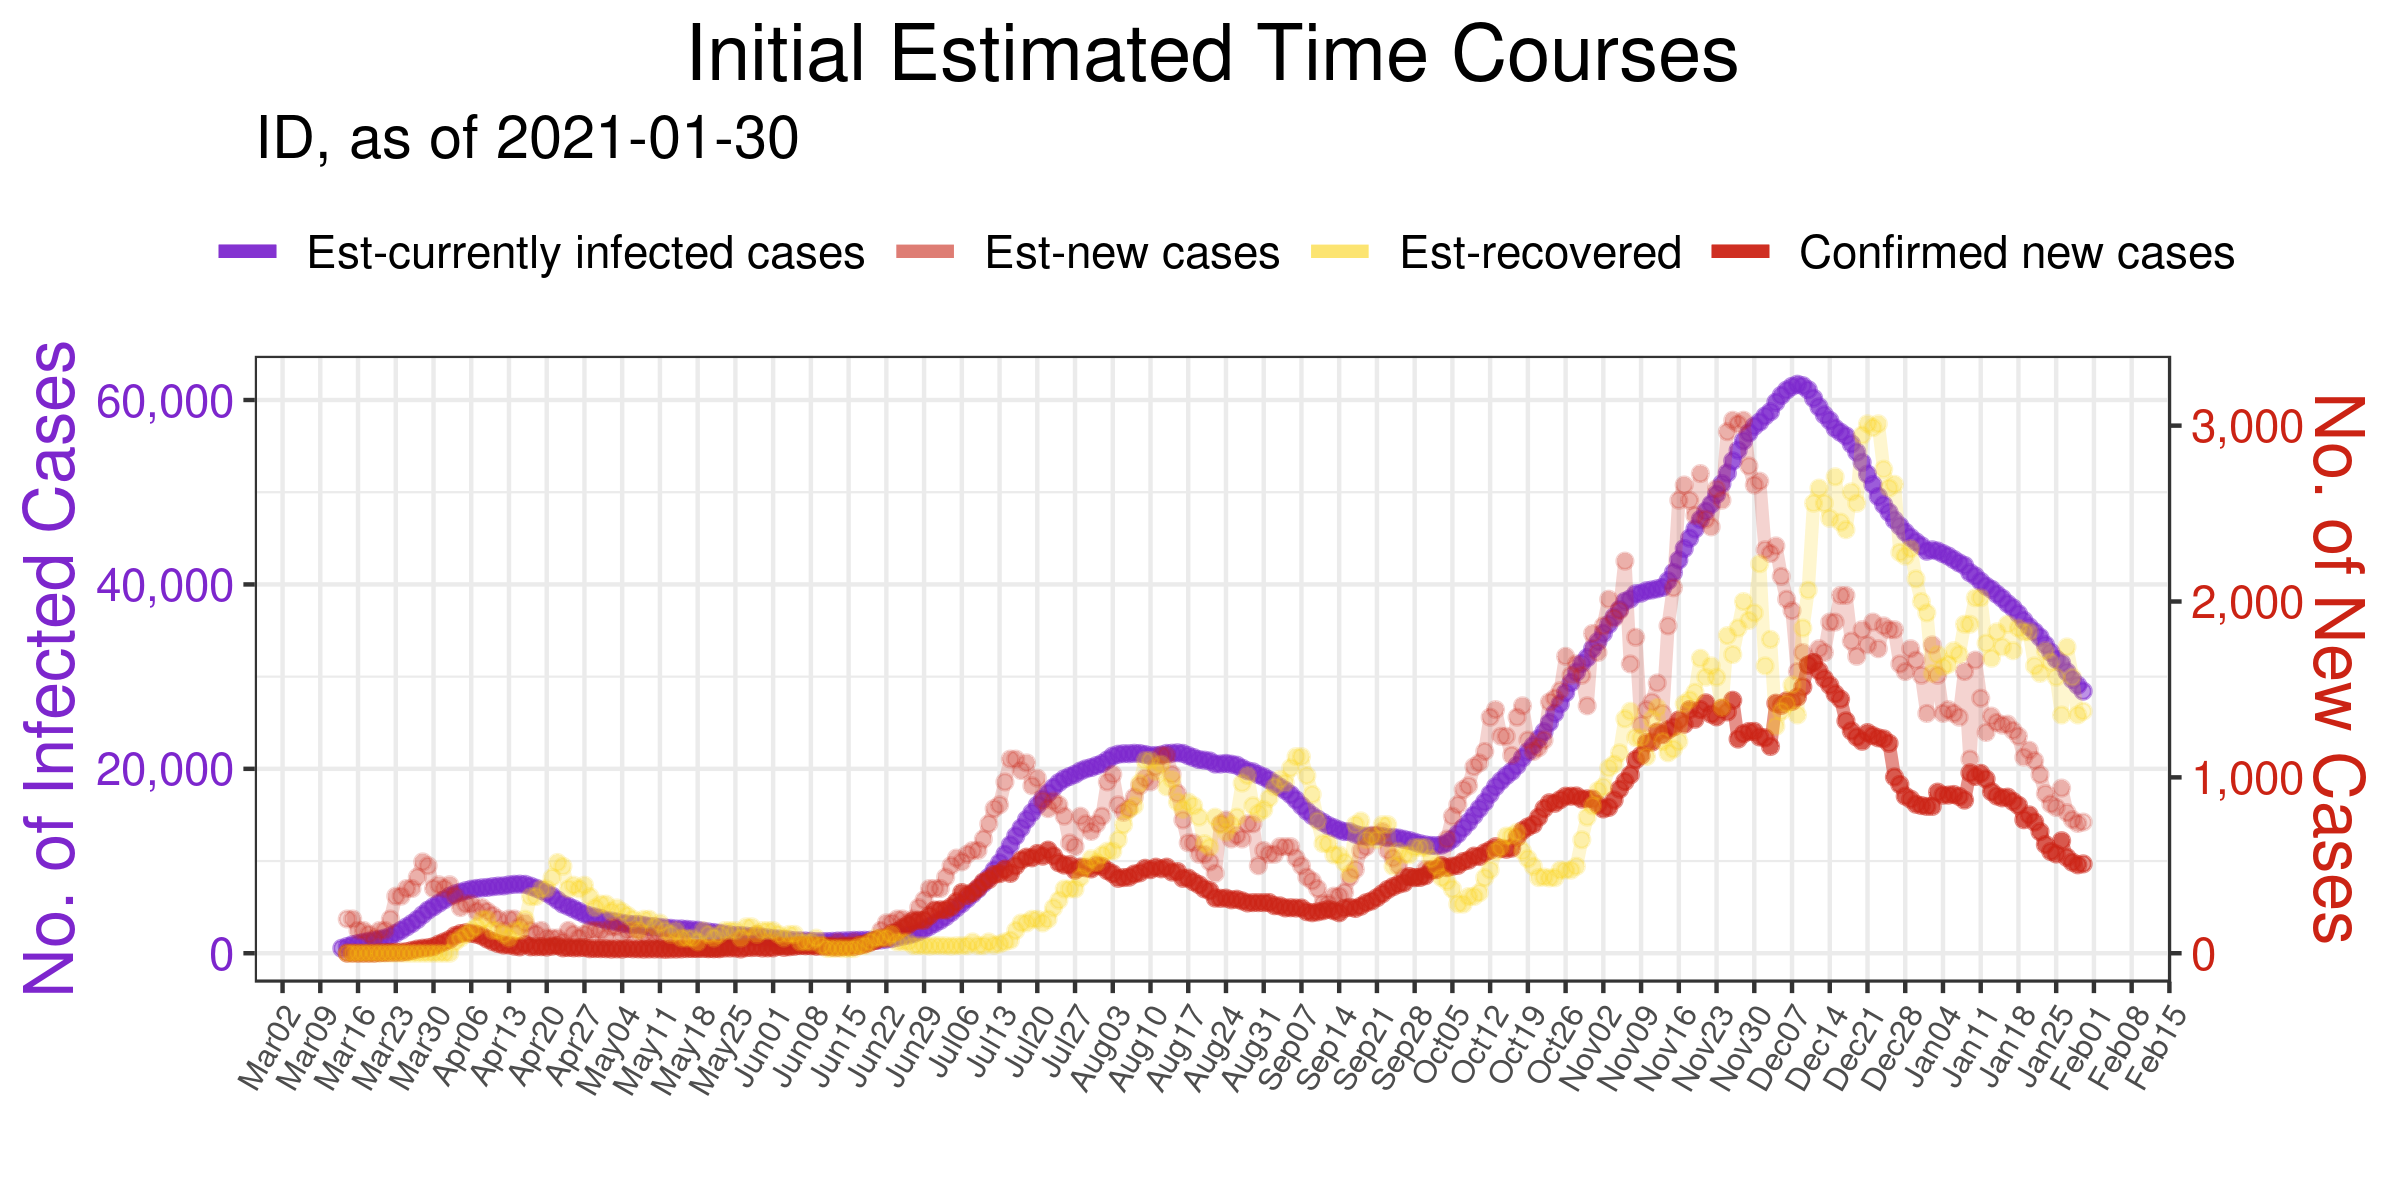 Initial Estimated Time Courses
ID, as of 2021-01-30
Est-currently infected cases Est-new cases Est-recovered Confirmed new cases
No. of Infected Cases
60,000
40,000
20,000
0
3,000
2,000
1,000
0
No. of New Cases
Mar02 Mar09 Mar16 Mar23 Mar30 Apr06 Apr13 Apr20 Apr27 May04 May11 May18 May25 Jun01 Jun08 Jun15 Jun22 Jun29 Jul06 Jul13 Jul20 Jul27 Aug03 Aug10 Aug17 Aug24 Aug31 Sep07 Sep14 Sep21 Sep28 Oct05 Oct12 Oct19 Oct26 Nov02 Nov09 Nov16 Nov23 Nov30 Dec07 Dec14 Dec21 Dec28 Dec04 Jan11 Jan18 Jan25 Feb01 Feb08 Feb15